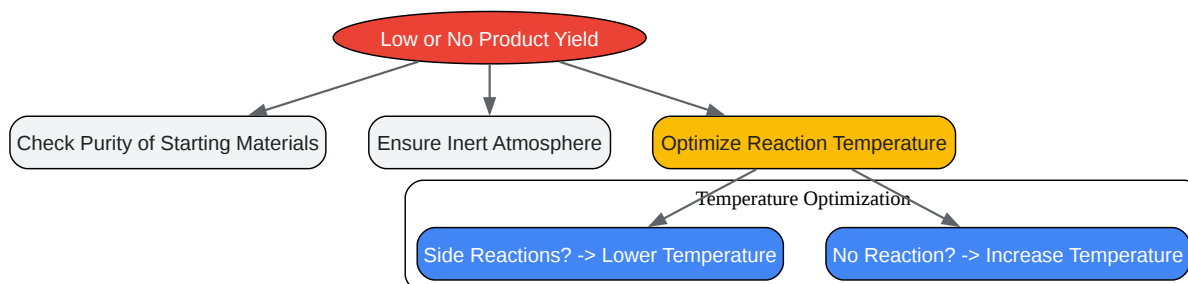 Low or No Product Yield
Check Purity of Starting Materials
Ensure Inert Atmosphere
Optimize Reaction Temperature
Temperature Optimization
Side Reactions? -> Lower Temperature
No Reaction? -> Increase Temperature